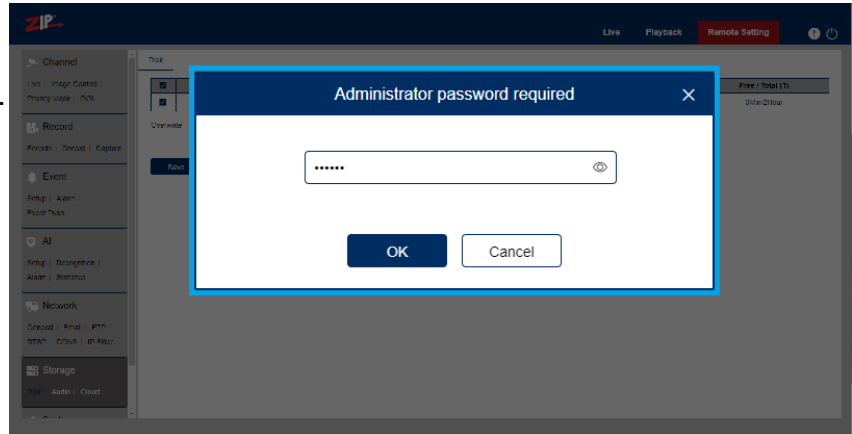 ZIP
Live Playback Remote Setting
Channel
Live | Image Control |
Privacy Mask | ROI
Record
Encode | Record | Capture
Event
Setup | Alarm |
Event Push
AI
Setup | Recognition |
Alarm | Statistics
Network
General | Email | FTP |
RTSP | DDNS | IP Filter
Storage
Disk | Audio | Cloud
Disk
Free / Total (T)
0Min/2Hour
Overwrite
Save
Administrator password required
••••••
OK Cancel